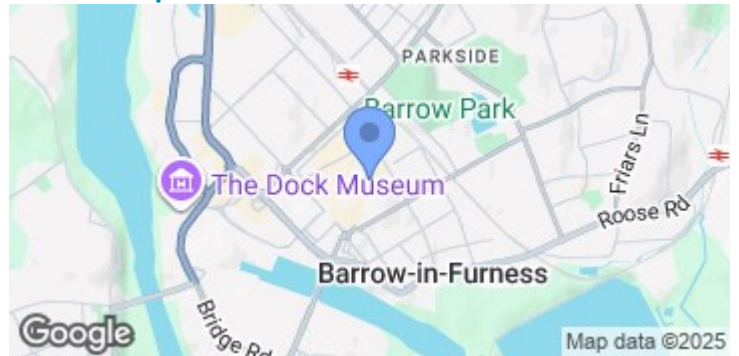 PARKSIDE
Barrow Park
The Dock Museum
Friars Ln
Roose Rd
Barrow-in-Furness
Bridge Rd
Google
Map data ©2025